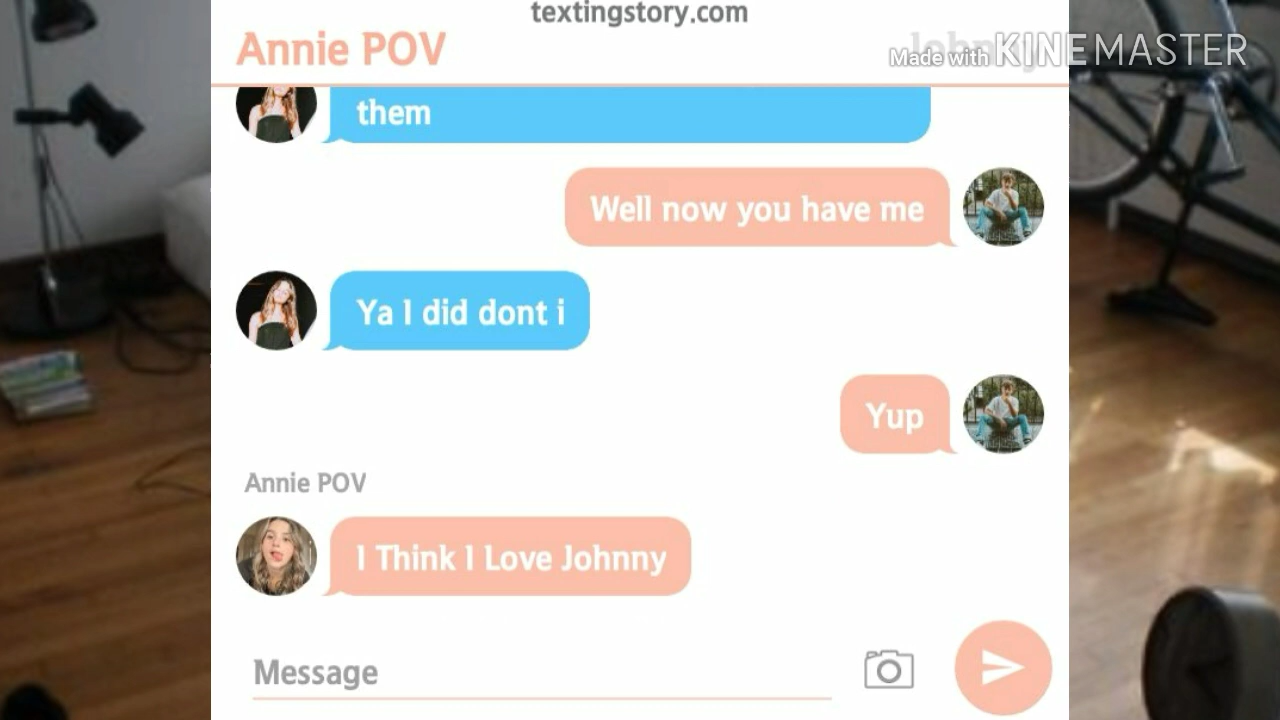 textingstory.com
Annie POV
Johnny
Made with KINEMASTER
them
Well now you have me
Ya I did dont i
Yup
Annie POV
I Think I Love Johnny
Message